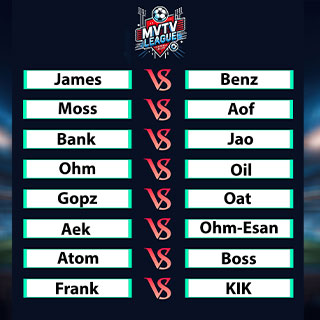 MVTV
LEAGUE
James VS Benz
Moss VS Aof
Bank VS Jao
Ohm VS Oil
Gopz VS Oat
Aek VS Ohm-Esan
Atom VS Boss
Frank VS KIK